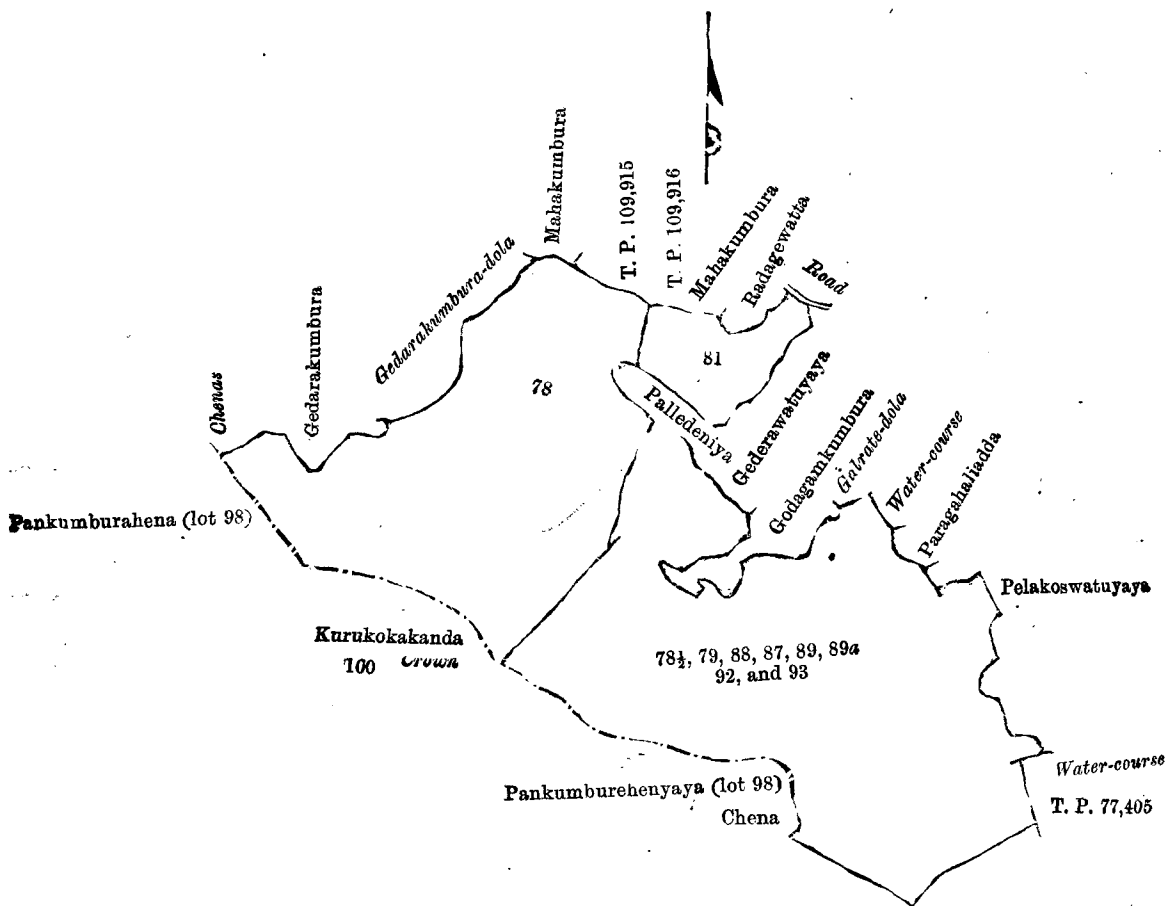 Mahakumbura
T. P. 109,915
T. P. 109,916
Mahakumbura
Radagewatta
Road
Gedarakumbura-dola
Gedarakumbura
Chenas
81
78
Palledeniya
Gederawatuyaya
Godagamkumbura
Galrate-dola
Water-course
Paragahaliadda
Pankumburahena (lot 98)
Pelakoswatuyaya
Kurukokakanda
100 Crown
78½, 79, 88, 87, 89, 89a
92, and 93
Water-course
Pankumburehenyaya (lot 98)
Chena
T. P. 77,405